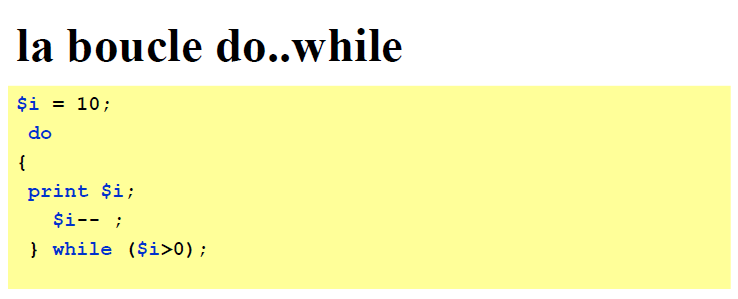 la boucle do..while
$i = 10;
do
{
print $i;
$i-- ;
} while ($i>0);